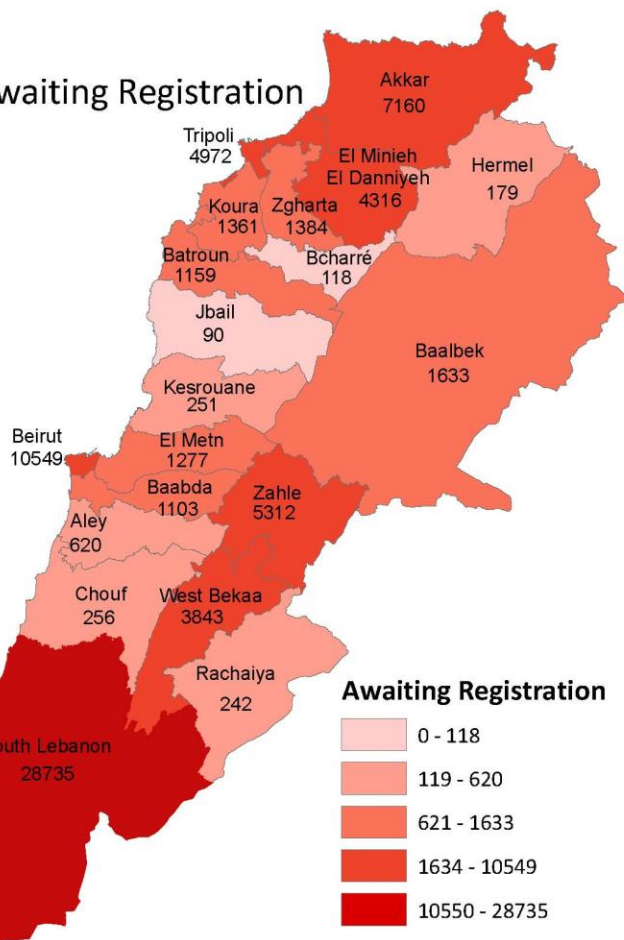 waiting Registration
Akkar
7160
Tripoli
4972
El Minieh
El Danniyeh
4316
Hermel
179
Koura
1361
Zgharta
1384
Batroun
1159
Bcharré
118
Jbail
90
Baalbek
1633
Kesrouane
251
Beirut
10549
El Metn
1277
Baabda
1103
Zahle
5312
Aley
620
Chouf
256
West Bekaa
3843
Rachaiya
242
outh Lebanon
28735
Awaiting Registration
0 - 118
119 - 620
621 - 1633
1634 - 10549
10550 - 28735